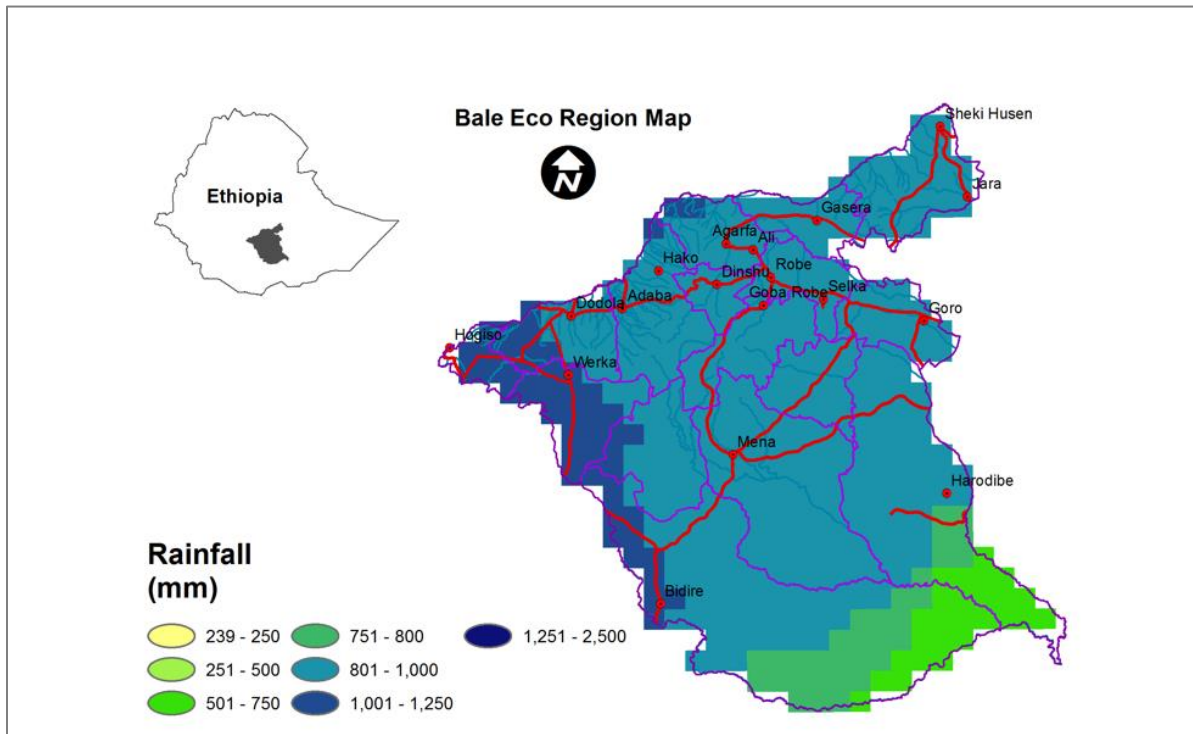 Bale Eco Region Map
N
Ethiopia
Sheki Husen
Jara
Gasera
Agarfa
Ali
Hako
Robe
Dinshu
Goba Robe
Selka
Adaba
Dodola
Goro
Hogiso
Werka
Mena
Harodibe
Bidire
Rainfall
(mm)
239 - 250
751 - 800
1,251 - 2,500
251 - 500
801 - 1,000
501 - 750
1,001 - 1,250